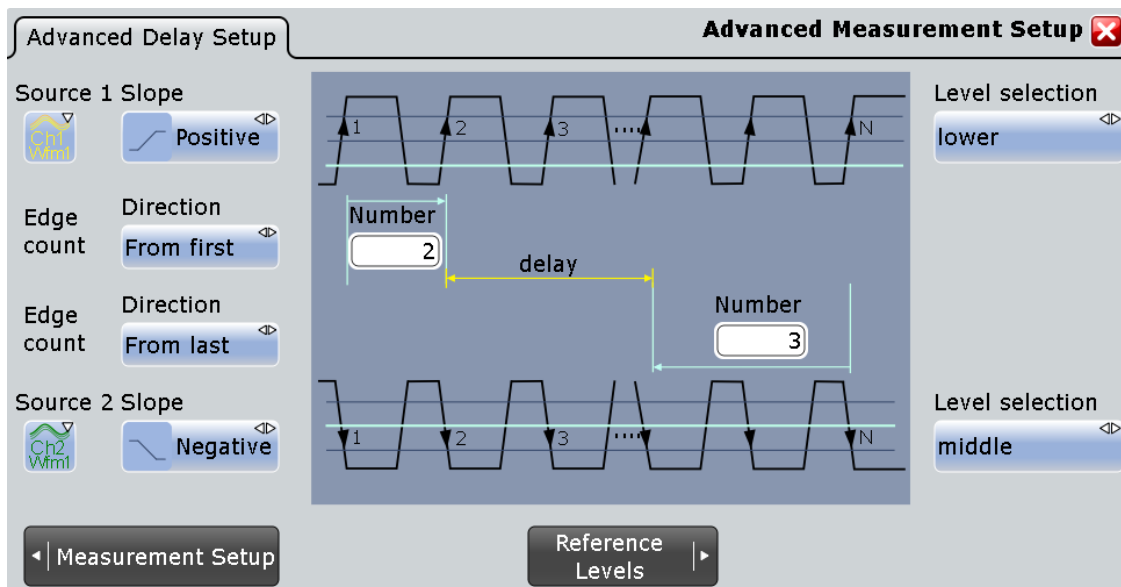 Advanced Delay Setup
Advanced Measurement Setup
Source 1 Slope
Ch1
Wfm1
Positive
1 2 3 .... N
Level selection
lower
Edge
count
Direction
From first
Number
2
delay
Edge
count
Direction
From last
Number
3
Source 2 Slope
Ch2
Wfm1
Negative
1 2 3 .... N
Level selection
middle
Measurement Setup
Reference
Levels